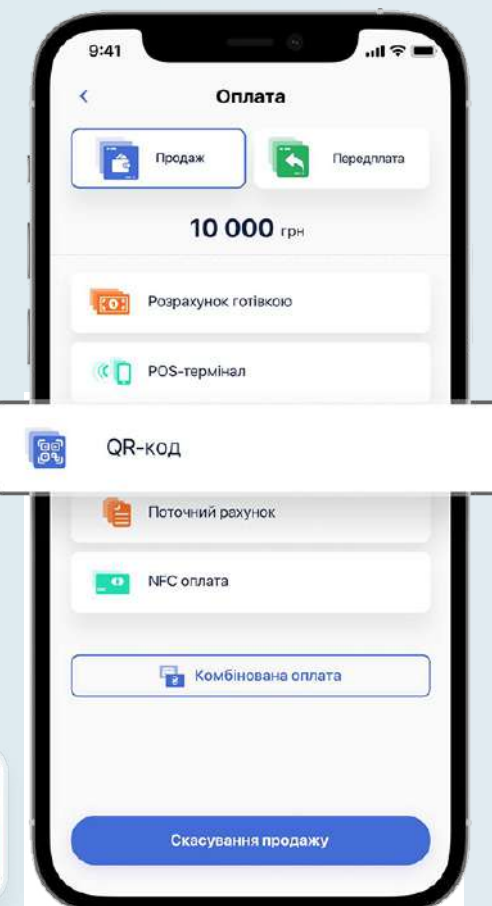 9:41
Оплата
Продаж
Передплата
10 000 грн
Розрахунок готівкою
POS-термінал
QR-код
Поточний рахунок
NFC оплата
Комбінована оплата
Скасування продажу